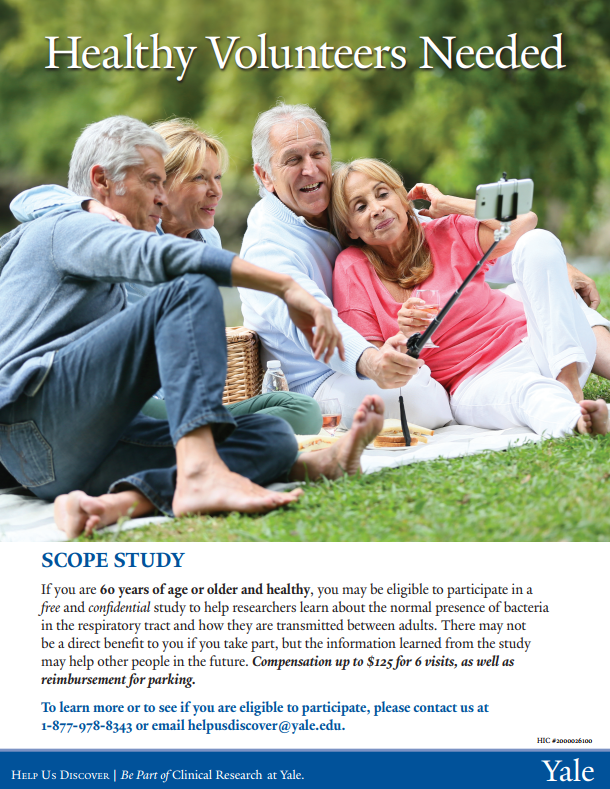 Healthy Volunteers Needed
SCOPE STUDY
If you are 60 years of age or older and healthy, you may be eligible to participate in a
free and confidential study to help researchers learn about the normal presence of bacteria
in the respiratory tract and how they are transmitted between adults. There may not
be a direct benefit to you if you take part, but the information learned from the study
may help other people in the future. Compensation up to $125 for 6 visits, as well as
reimbursement for parking.
To learn more or to see if you are eligible to participate, please contact us at
1-877-978-8343 or email helpusdiscover@yale.edu.
HIC #2000026100
Help Us Discover | Be Part of Clinical Research at Yale.
Yale